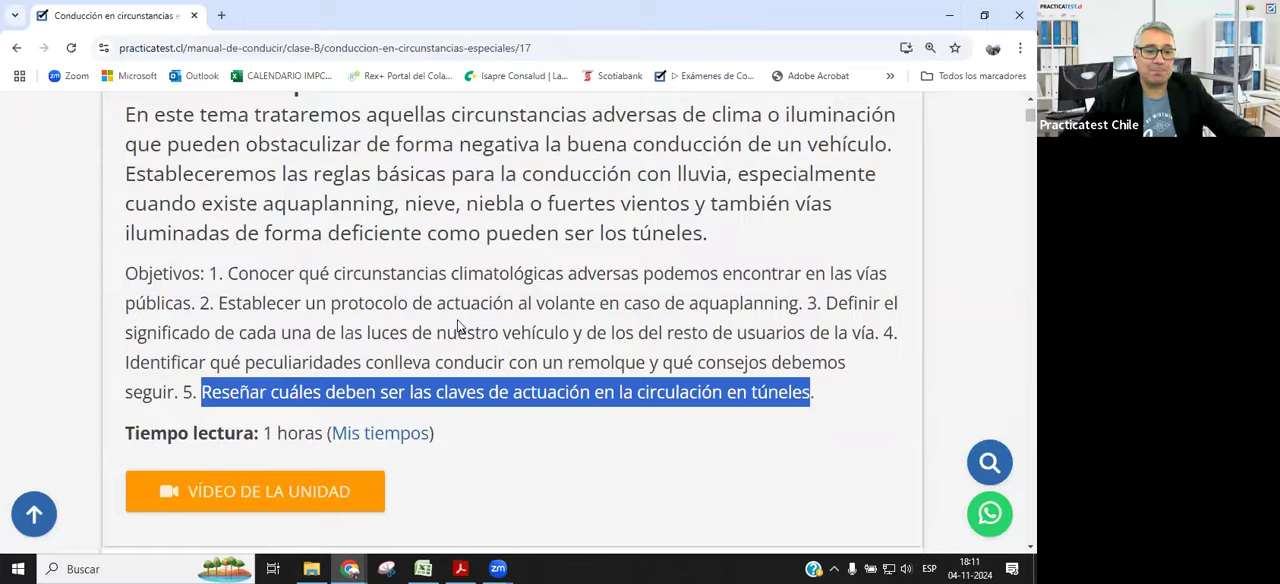 Conducción en circunstancias e
practicatest.cl/manual-de-conducir/clase-B/conduccion-en-circunstancias-especiales/17
Zoom
Microsoft
Outlook
CALENDARIO IMPC...
Rex+ Portal del Cola...
Isapre Consalud | La...
Scotiabank
Exámenes de Co...
Adobe Acrobat
»
Todos los marcadores
PRACTICATEST.cl
Practicatest Chile
En este tema trataremos aquellas circunstancias adversas de clima o iluminación
que pueden obstaculizar de forma negativa la buena conducción de un vehículo.
Estableceremos las reglas básicas para la conducción con lluvia, especialmente
cuando existe aquaplanning, nieve, niebla o fuertes vientos y también vías
iluminadas de forma deficiente como pueden ser los túneles.
Objetivos: 1. Conocer qué circunstancias climatológicas adversas podemos encontrar en las vías
públicas. 2. Establecer un protocolo de actuación al volante en caso de aquaplanning. 3. Definir el
significado de cada una de las luces de nuestro vehículo y de los del resto de usuarios de la vía. 4.
Identificar qué peculiaridades conlleva conducir con un remolque y qué consejos debemos
seguir. 5. Reseñar cuáles deben ser las claves de actuación en la circulación en túneles.
Tiempo lectura: 1 horas (Mis tiempos)
VÍDEO DE LA UNIDAD
Buscar
zm
ESP
18:11
04-11-2024